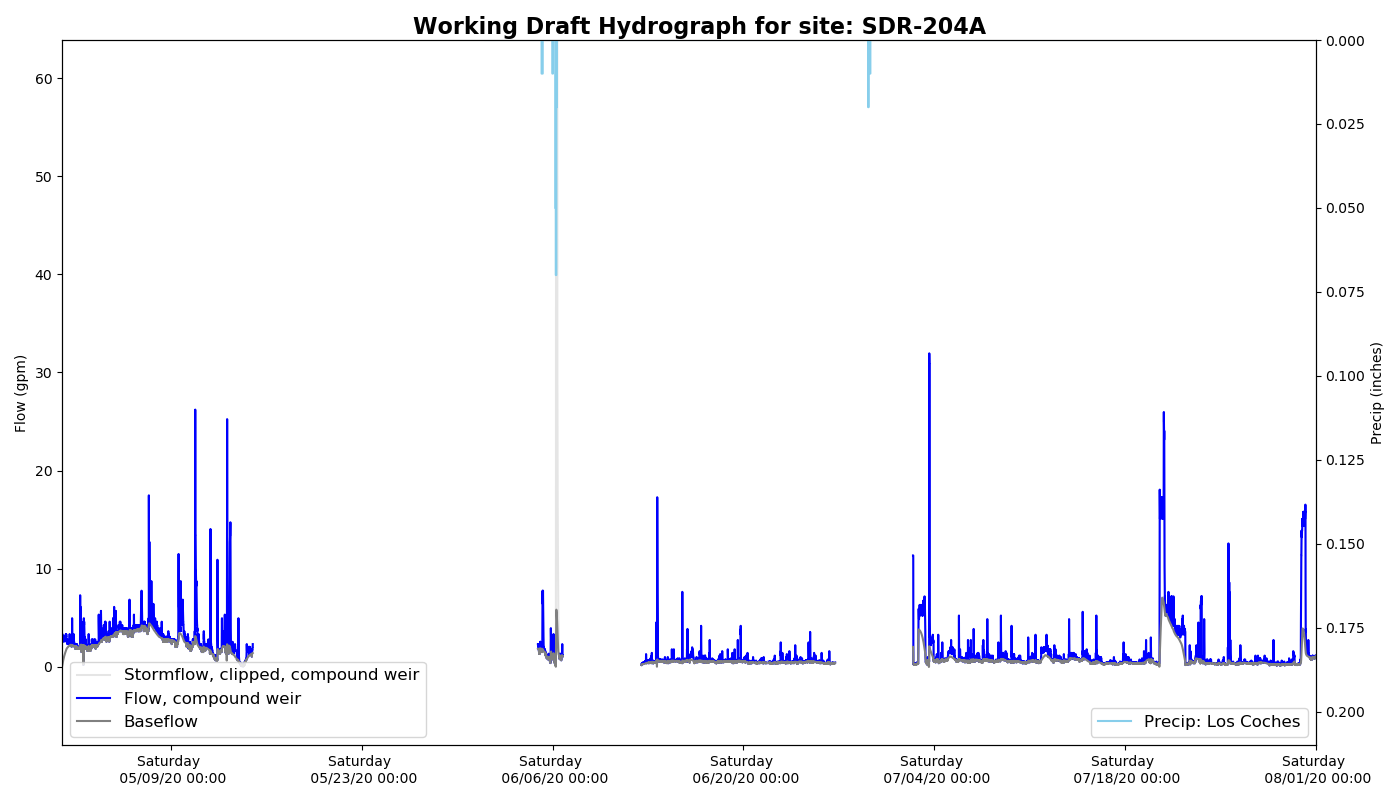 Working Draft Hydrograph for site: SDR-204A
60
50
40
30
20
10
0
Flow (gpm)
0.000
0.025
0.050
0.075
0.100
0.125
0.150
0.175
0.200
Precip (inches)
Stormflow, clipped, compound weir
Flow, compound weir
Baseflow
Precip: Los Coches
Saturday
05/09/20 00:00
Saturday
05/23/20 00:00
Saturday
06/06/20 00:00
Saturday
06/20/20 00:00
Saturday
07/04/20 00:00
Saturday
07/18/20 00:00
Saturday
08/01/20 00:00